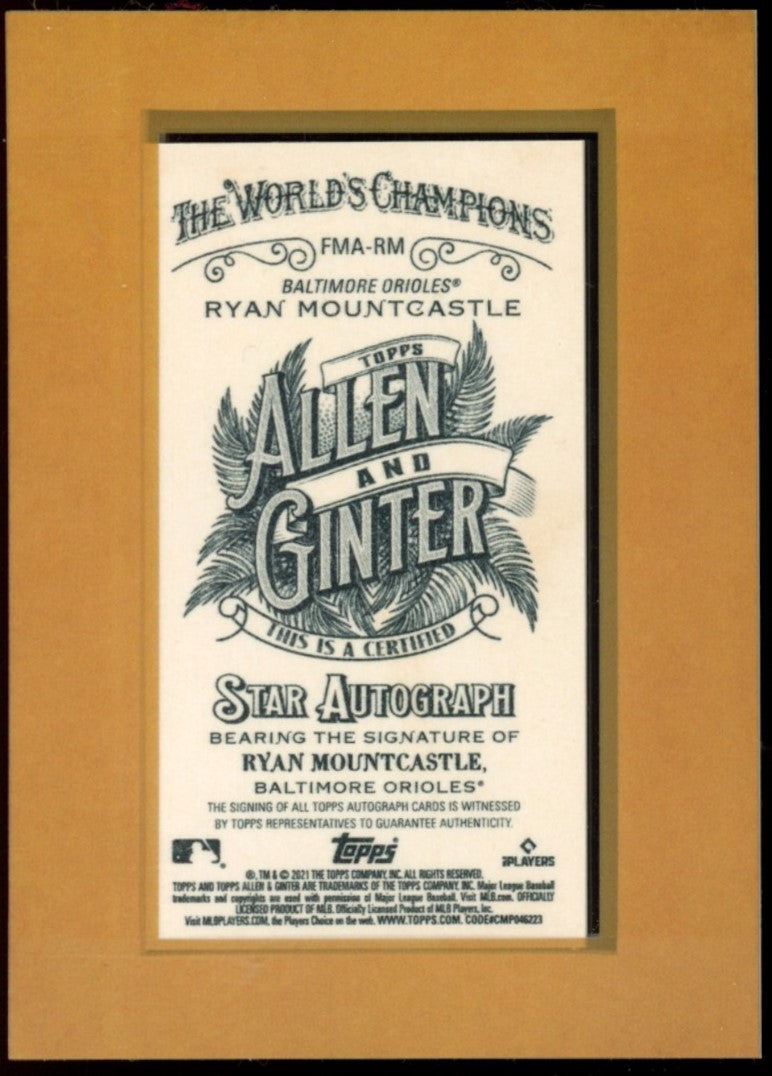 THE WORLD'S CHAMPIONS
FMA-RM
BALTIMORE ORIOLES®
RYAN MOUNTCASTLE
TOPPS
ALLEN
AND
GINTER
THIS IS A CERTIFIED
STAR AUTOGRAPH
BEARING THE SIGNATURE OF
RYAN MOUNTCASTLE,
BALTIMORE ORIOLES®
THE SIGNING OF ALL TOPPS AUTOGRAPH CARDS IS WITNESSED
BY TOPPS REPRESENTATIVES TO GUARANTEE AUTHENTICITY.
topps® PLAYERS
®, TM & © 2021 THE TOPPS COMPANY, INC. ALL RIGHTS RESERVED.
TOPPS AND TOPPS ALLEN & GINTER ARE TRADEMARKS OF THE TOPPS COMPANY, INC. Major League Baseball
trademarks and copyrights are used with permission of Major League Baseball. Visit MLB.com. OFFICIALLY
LICENSED PRODUCT OF MLB. Officially Licensed Product of MLB Players, Inc.
Visit MLBPLAYERS.COM, the Players Choice on the web. WWW.TOPPS.COM. CODE#CMP046223